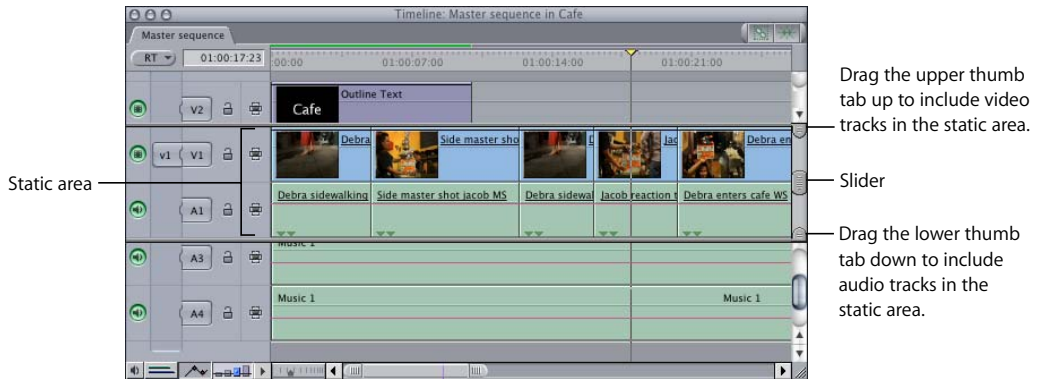 Timeline: Master sequence in Cafe
Master sequence
RT
01:00:17:23
:00:00
01:00:07:00
01:00:14:00
01:00:21:00
V2
Cafe
Outline Text
Drag the upper thumb
tab up to include video
tracks in the static area.
v1
V1
Debra
Side master sho
Jac
Debra en
Static area
Slider
A1
Debra sidewalking
Side master shot jacob MS
Debra sidewal
Jacob reaction t
Debra enters cafe WS
Drag the lower thumb
tab down to include
audio tracks in the
static area.
A3
Music 1
A4
Music 1
Music 1